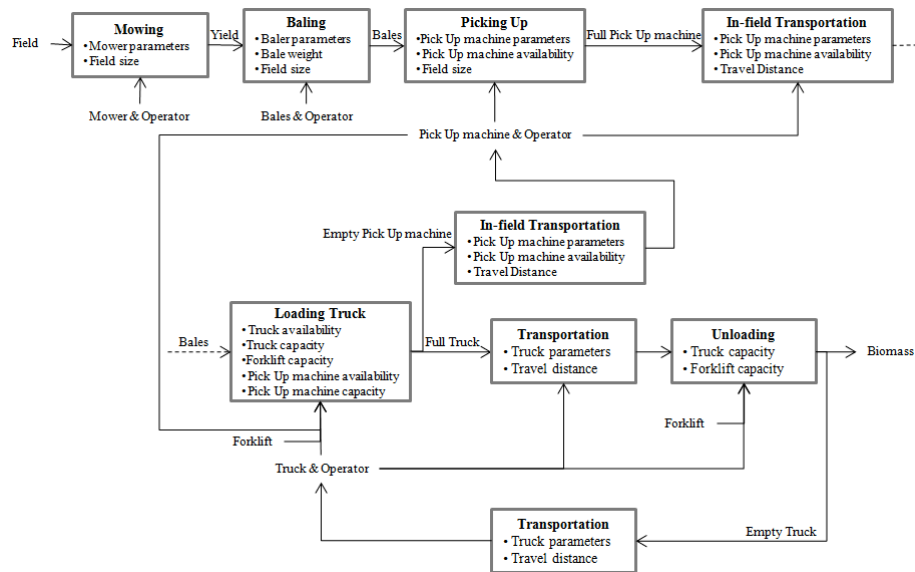 Field
Mowing
• Mower parameters
• Field size
Yield
Baling
• Baler parameters
• Bale weight
• Field size
Bales
Picking Up
•Pick Up machine parameters
•Pick Up machine availability
• Field size
Full Pick Up machine
In-field Transportation
• Pick Up machine parameters
• Pick Up machine availability
• Travel Distance
Mower & Operator
Bales & Operator
Pick Up machine & Operator
Empty Pick Up machine
In-field Transportation
• Pick Up machine parameters
• Pick Up machine availability
• Travel Distance
Bales
Loading Truck
•Truck availability
•Truck capacity
•Forklift capacity
•Pick Up machine availability
•Pick Up machine capacity
Full Truck
Transportation
• Truck parameters
• Travel distance
Unloading
• Truck capacity
• Forklift capacity
Biomass
Forklift
Forklift
Truck & Operator
Transportation
• Truck parameters
• Travel distance
Empty Truck